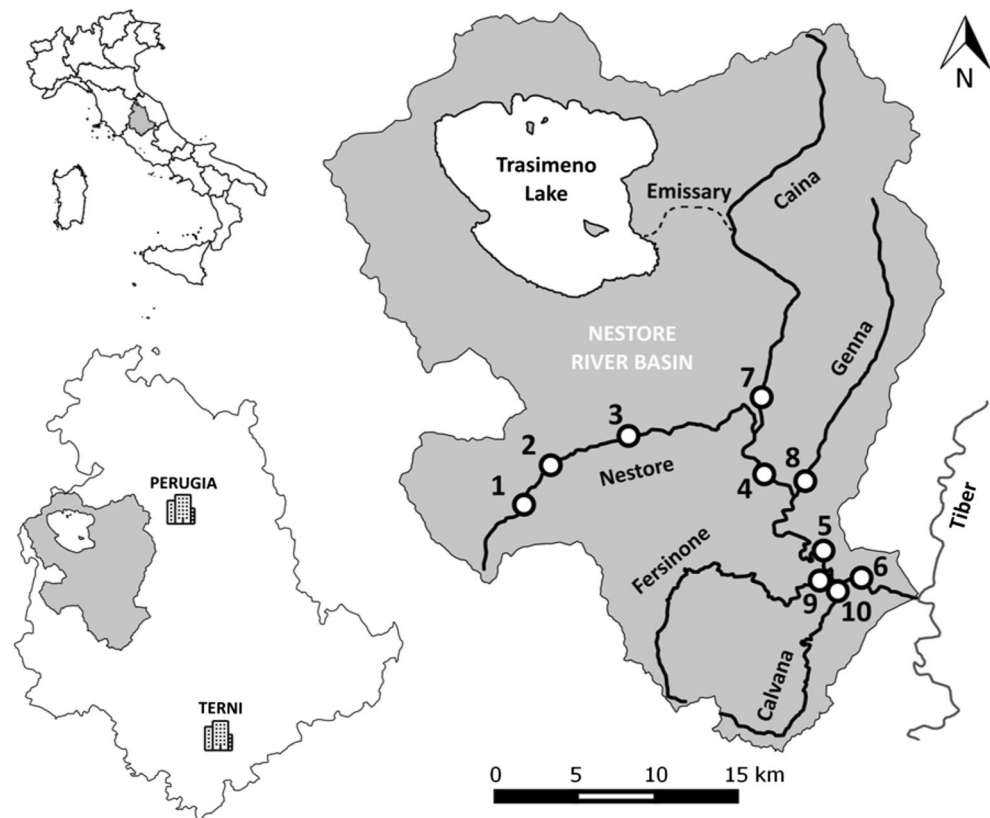 N
Trasimeno
Lake
Emissary
Caina
NESTORE
RIVER BASIN
Genna
7
3
2
Nestore
8
1
4
Tiber
PERUGIA
5
Fersinone
6
9
10
Calvana
TERNI
0 5 10 15 km